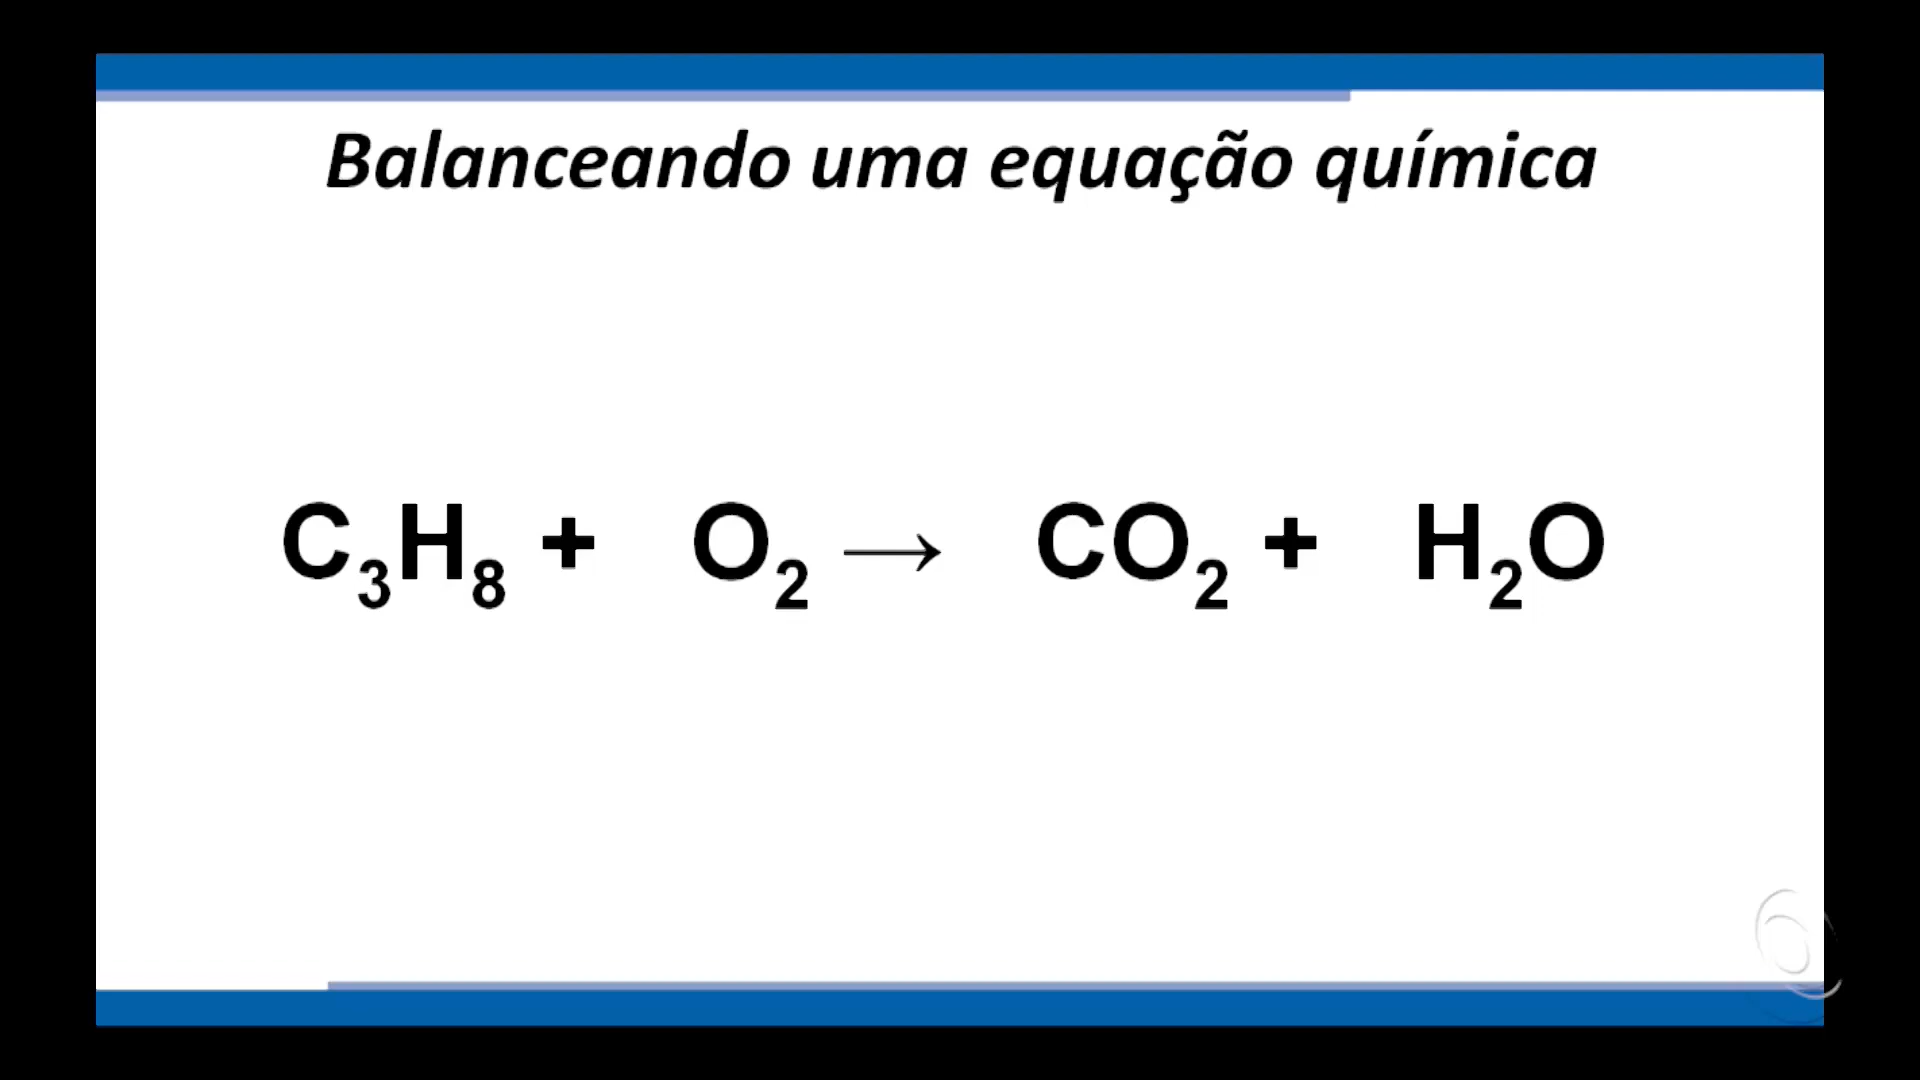 Balanceando uma equação química
C₃H₈ + O₂ → CO₂ + H₂O